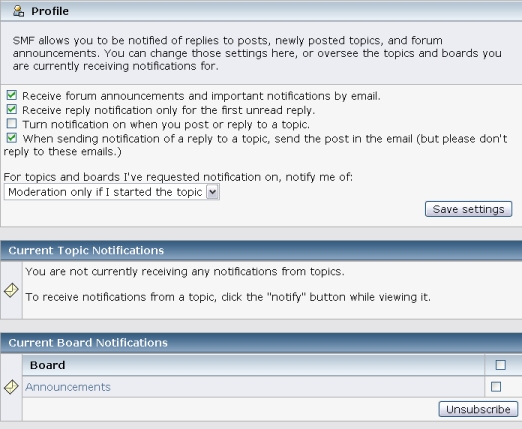 Profile
SMF allows you to be notified of replies to posts, newly posted topics, and forum
announcements. You can change those settings here, or oversee the topics and boards you
are currently receiving notifications for.
Receive forum announcements and important notifications by email.
Receive reply notification only for the first unread reply.
Turn notification on when you post or reply to a topic.
When sending notification of a reply to a topic, send the post in the email (but please don't
reply to these emails.)
For topics and boards I've requested notification on, notify me of:
Moderation only if I started the topic
Save settings
Current Topic Notifications
You are not currently receiving any notifications from topics.
To receive notifications from a topic, click the "notify" button while viewing it.
Current Board Notifications
Board
Announcements
Unsubscribe